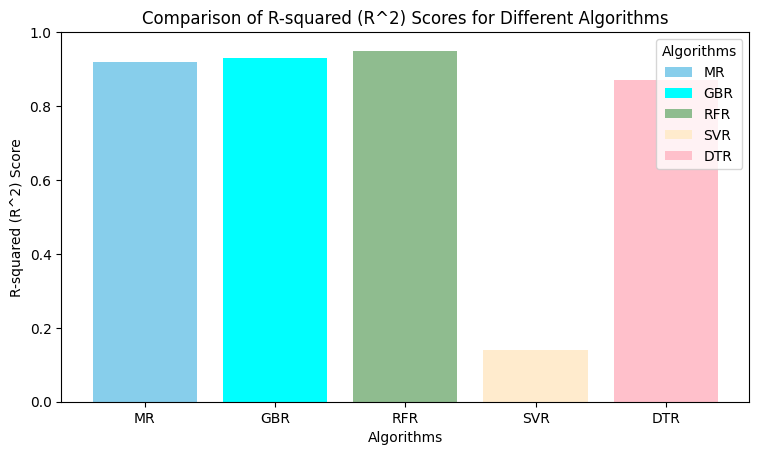 Comparison of R-squared (R^2) Scores for Different Algorithms
R-squared (R^2) Score
1.0
0.8
0.6
0.4
0.2
0.0
Algorithms
MR
GBR
RFR
SVR
DTR
MR GBR RFR SVR DTR
Algorithms